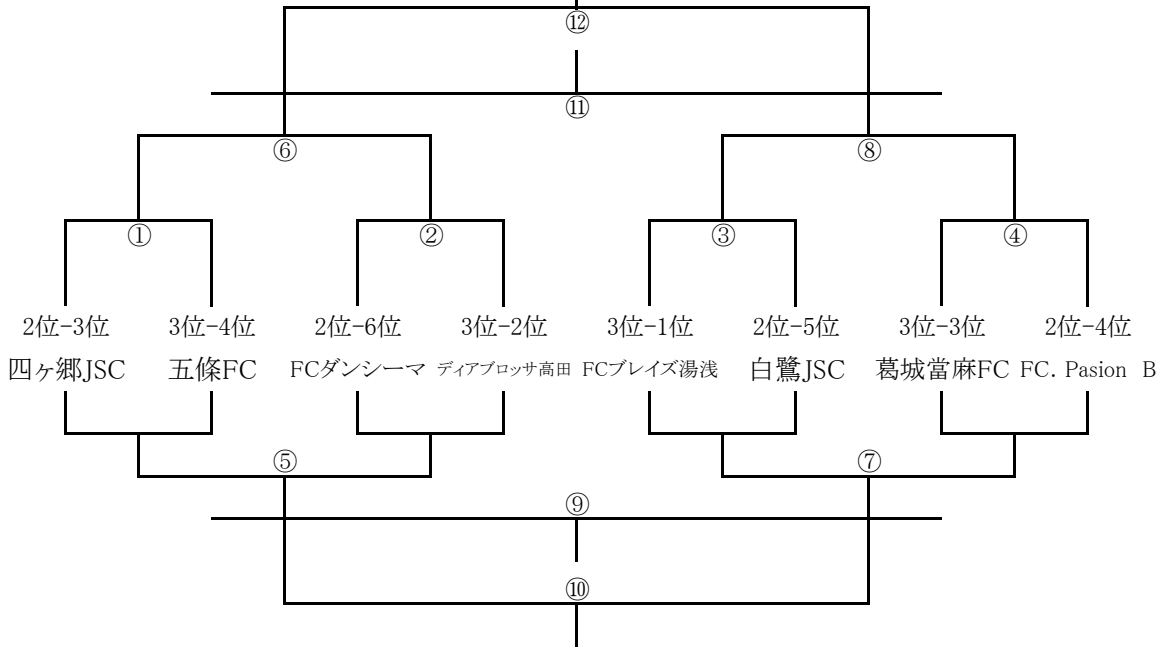 ⑫
⑪
⑥ ⑧
① ② ③ ④
2位-3位 3位-4位 2位-6位 3位-2位 3位-1位 2位-5位 3位-3位 2位-4位
四ヶ郷JSC 五條FC FCダンシーマ ディアブロッサ高田 FCブレイズ湯浅 白鷺JSC 葛城當麻FC FC. Pasion B
⑤ ⑦
⑨
⑩